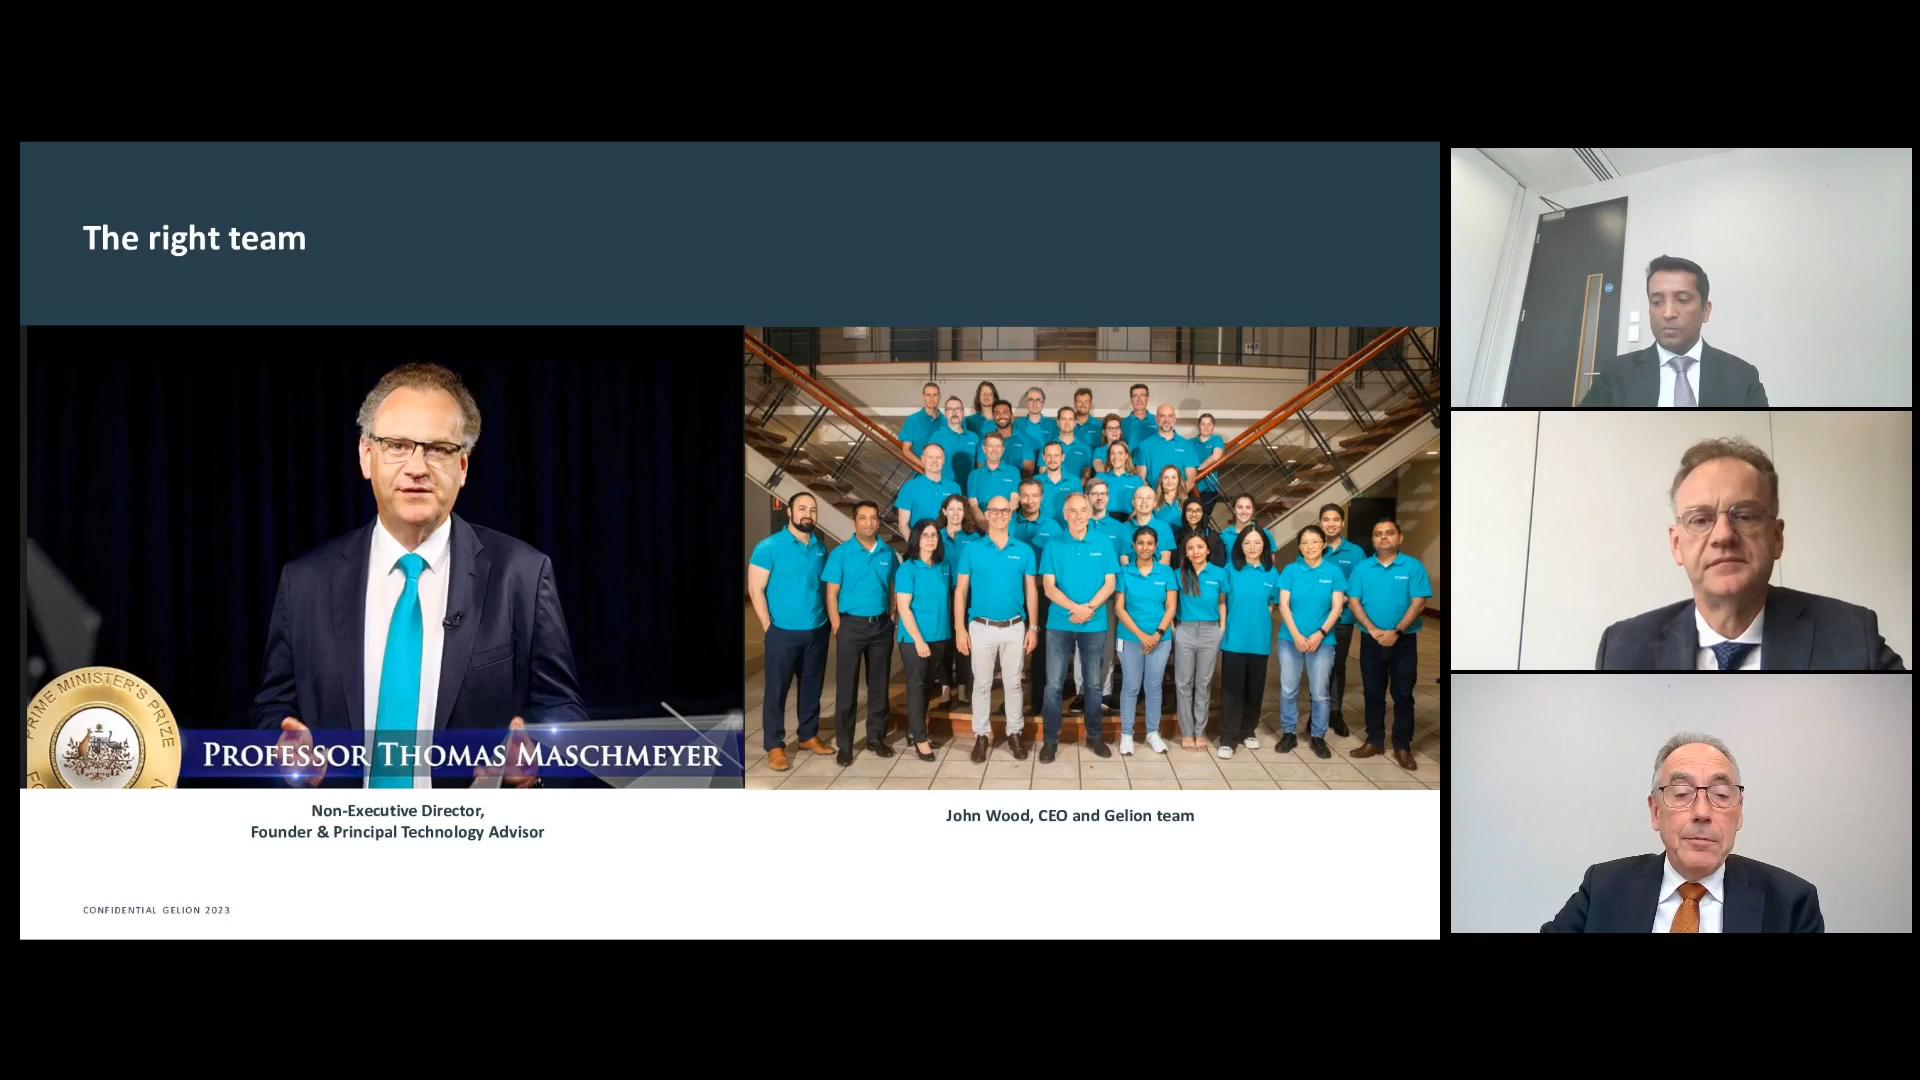 The right team
PRIME MINISTER'S PRIZE
PROFESSOR THOMAS MASCHMEYER
Non-Executive Director,
Founder & Principal Technology Advisor
John Wood, CEO and Gelion team
CONFIDENTIAL GELION 2023